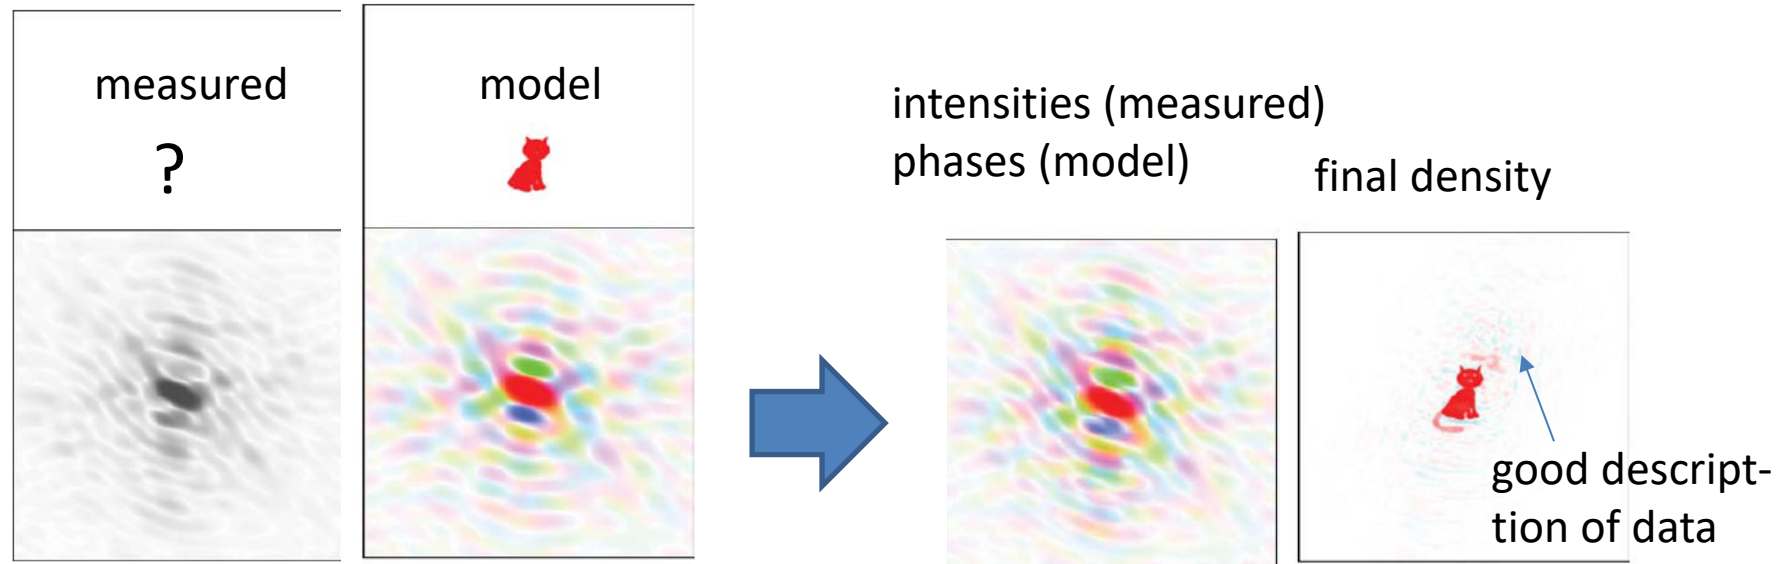 measured
?
model
intensities (measured)
phases (model)
final density
good descript-
tion of data